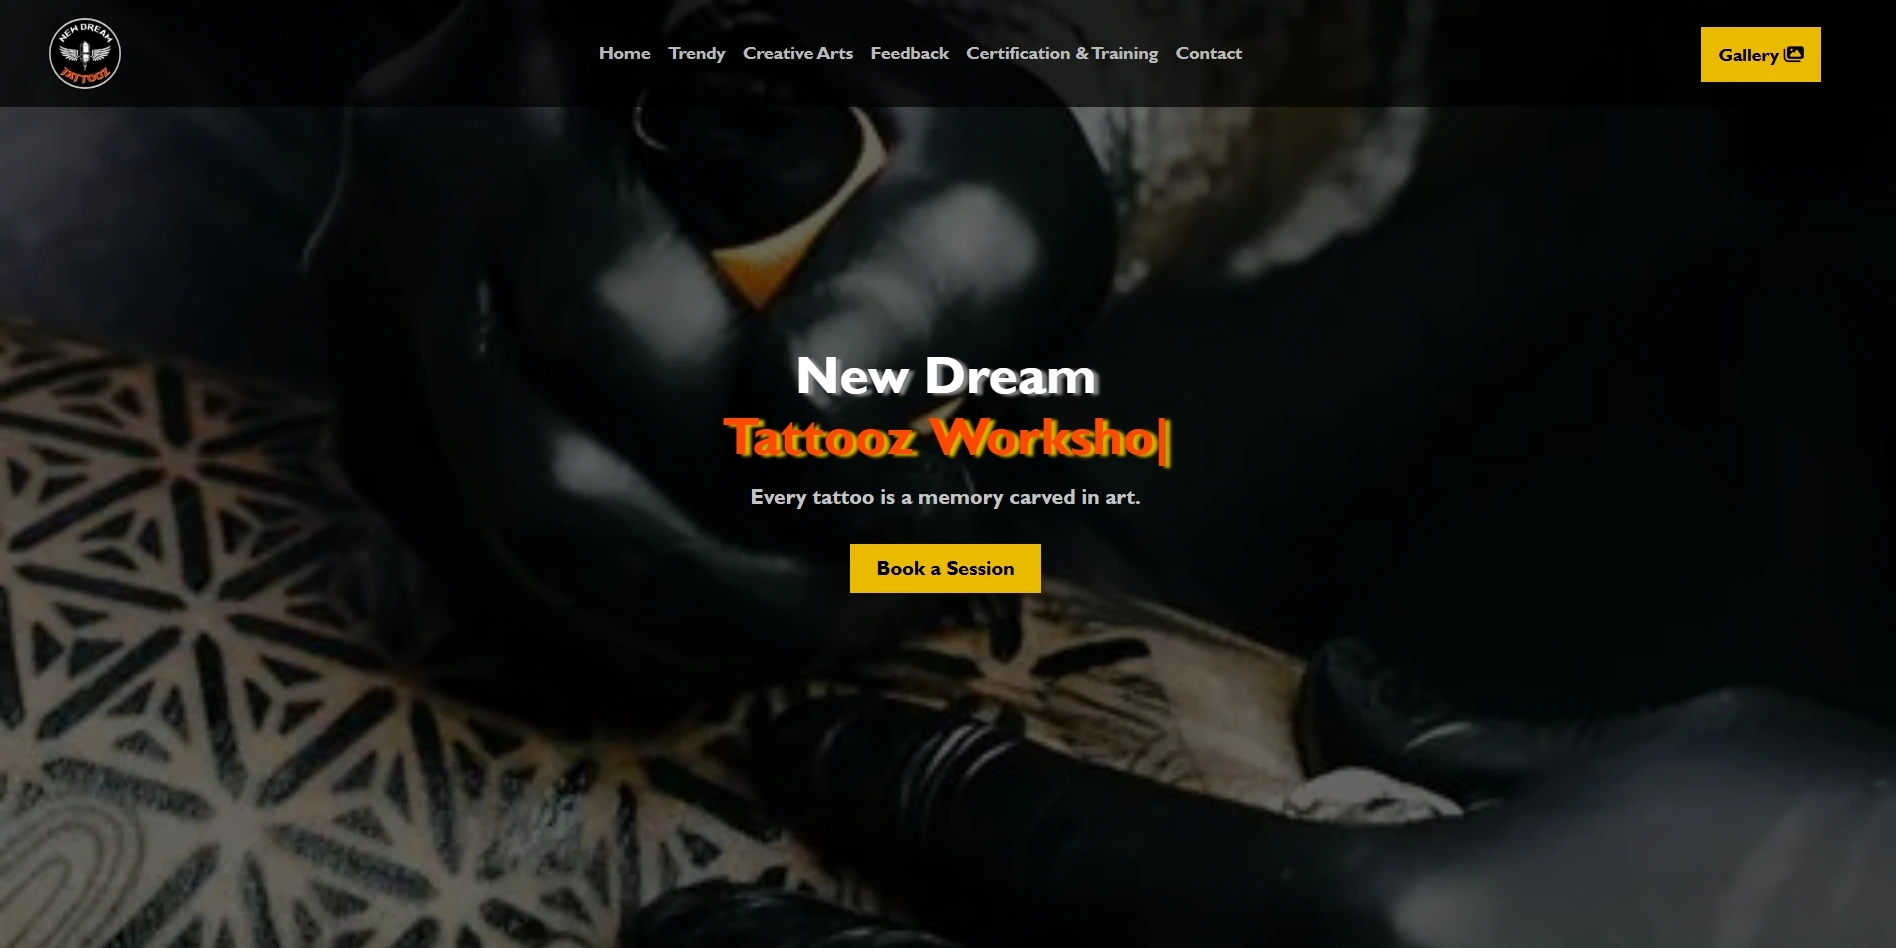 NEW DREAM
TATTOOZ
Home Trendy Creative Arts Feedback Certification & Training Contact
Gallery
New Dream
Tattooz Worksho|
Every tattoo is a memory carved in art.
Book a Session